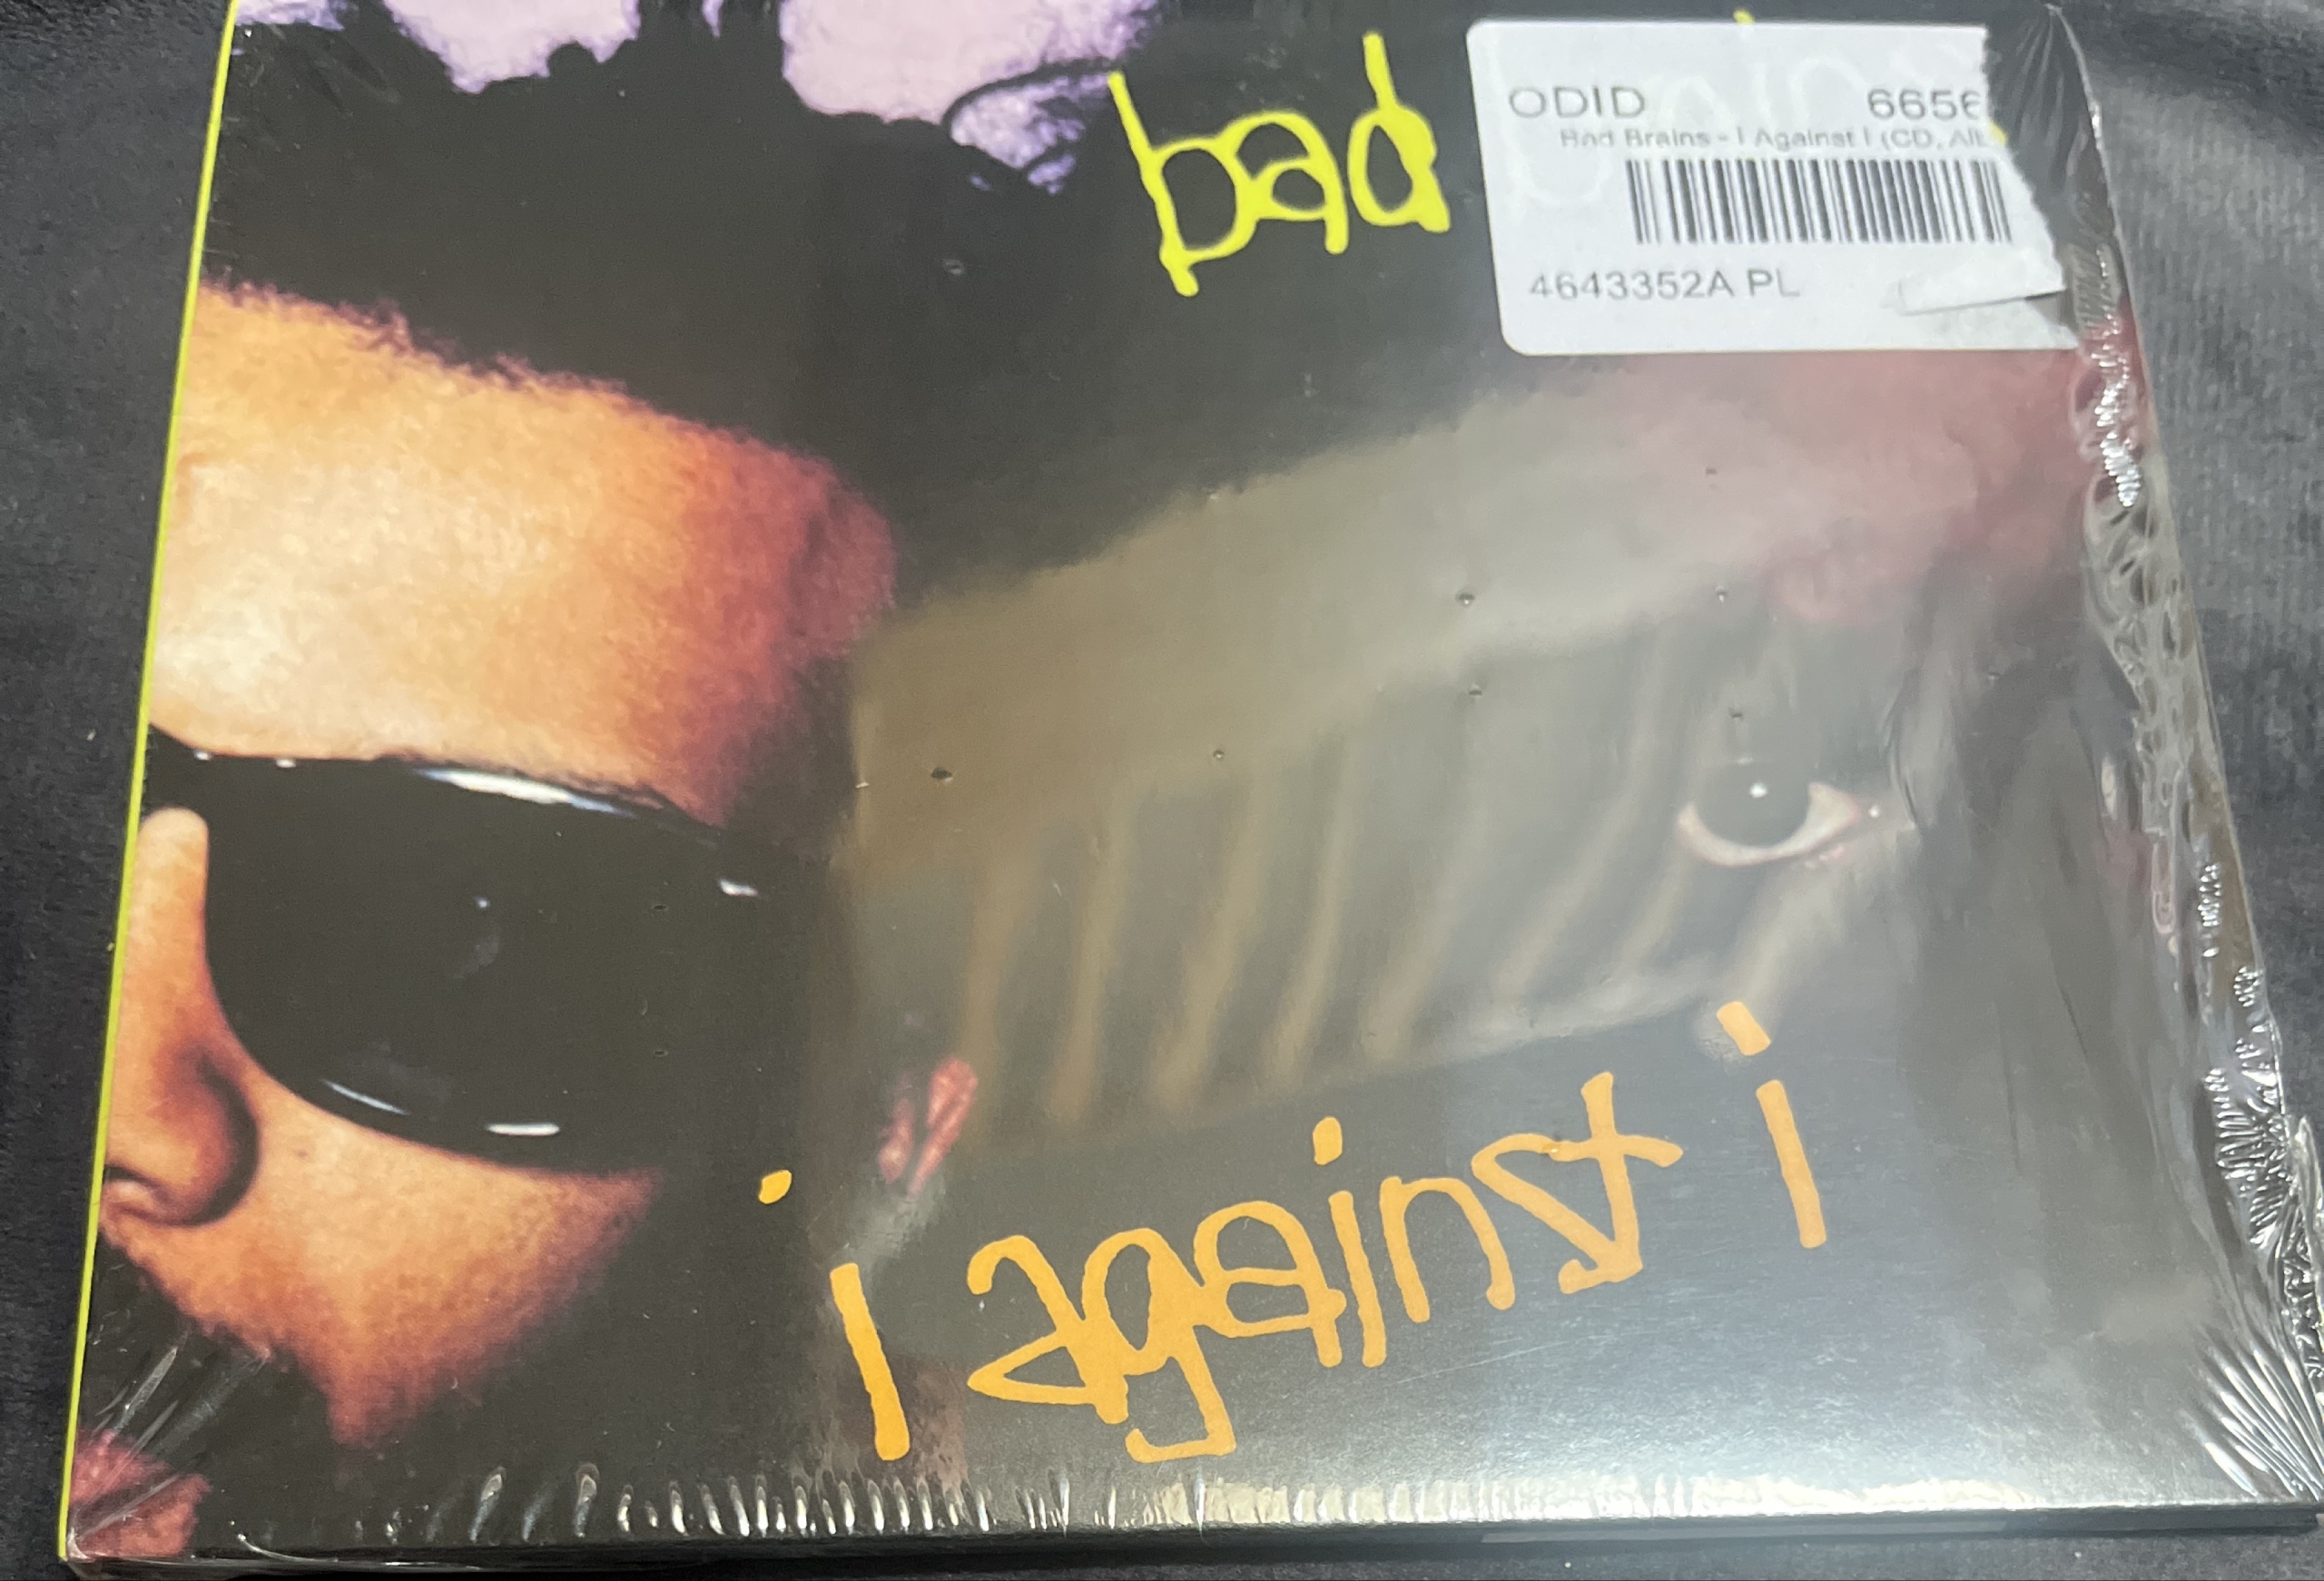 bad
ODID 6656
Bad Brains - I Against I (CD, Alb
4643352A PL
i against i